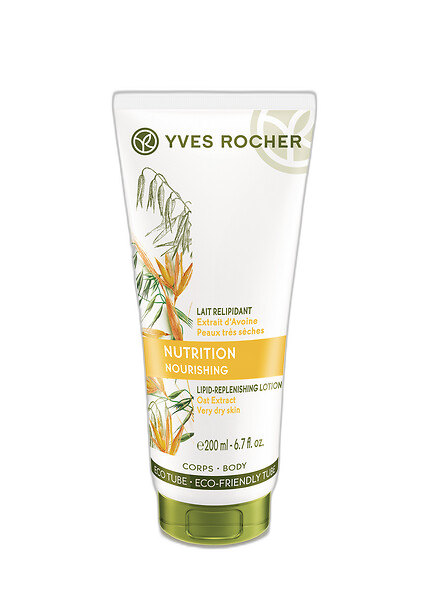 YVES ROCHER
LAIT RELIPIDANT
Extrait d'Avoine
Peaux très sèches
NUTRITION
NOURISHING
LIPID-REPLENISHING LOTION
Oat Extract
Very dry skin
℮200 ml - 6.7 fl. oz.
CORPS • BODY
ECO TUBE • ECO-FRIENDLY TUBE